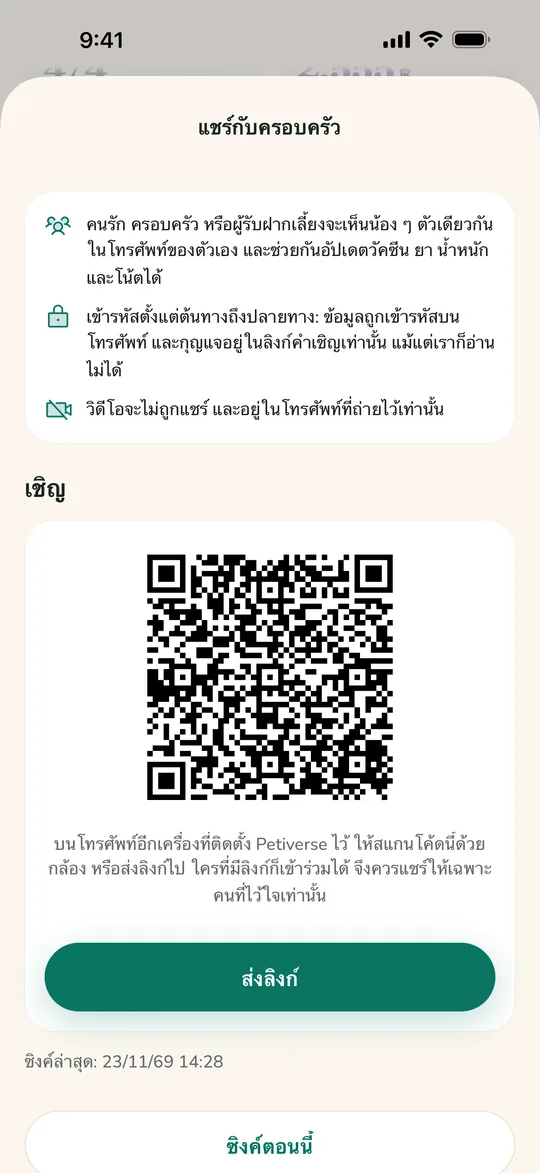 9:41
แชร์กับครอบครัว
คนรัก ครอบครัว หรือผู้รับฝากเลี้ยงจะเห็นน้อง ๆ ตัวเดียวกัน
ในโทรศัพท์ของตัวเอง และช่วยกันอัปเดตวัคซีน ยา น้ำหนัก
และโน้ตได้
เข้ารหัสตั้งแต่ต้นทางถึงปลายทาง: ข้อมูลถูกเข้ารหัสบน
โทรศัพท์ และกุญแจอยู่ในลิงก์คำเชิญเท่านั้น แม้แต่เราก็อ่าน
ไม่ได้
วิดีโอจะไม่ถูกแชร์ และอยู่ในโทรศัพท์ที่ถ่ายไว้เท่านั้น
เชิญ
บนโทรศัพท์อีกเครื่องที่ติดตั้ง Petiverse ไว้ ให้สแกนโค้ดนี้ด้วย
กล้อง หรือส่งลิงก์ไป ใครที่มีลิงก์ก็เข้าร่วมได้ จึงควรแชร์ให้เฉพาะ
คนที่ไว้ใจเท่านั้น
ส่งลิงก์
ซิงค์ล่าสุด: 23/11/69 14:28
ซิงค์ตอนนี้